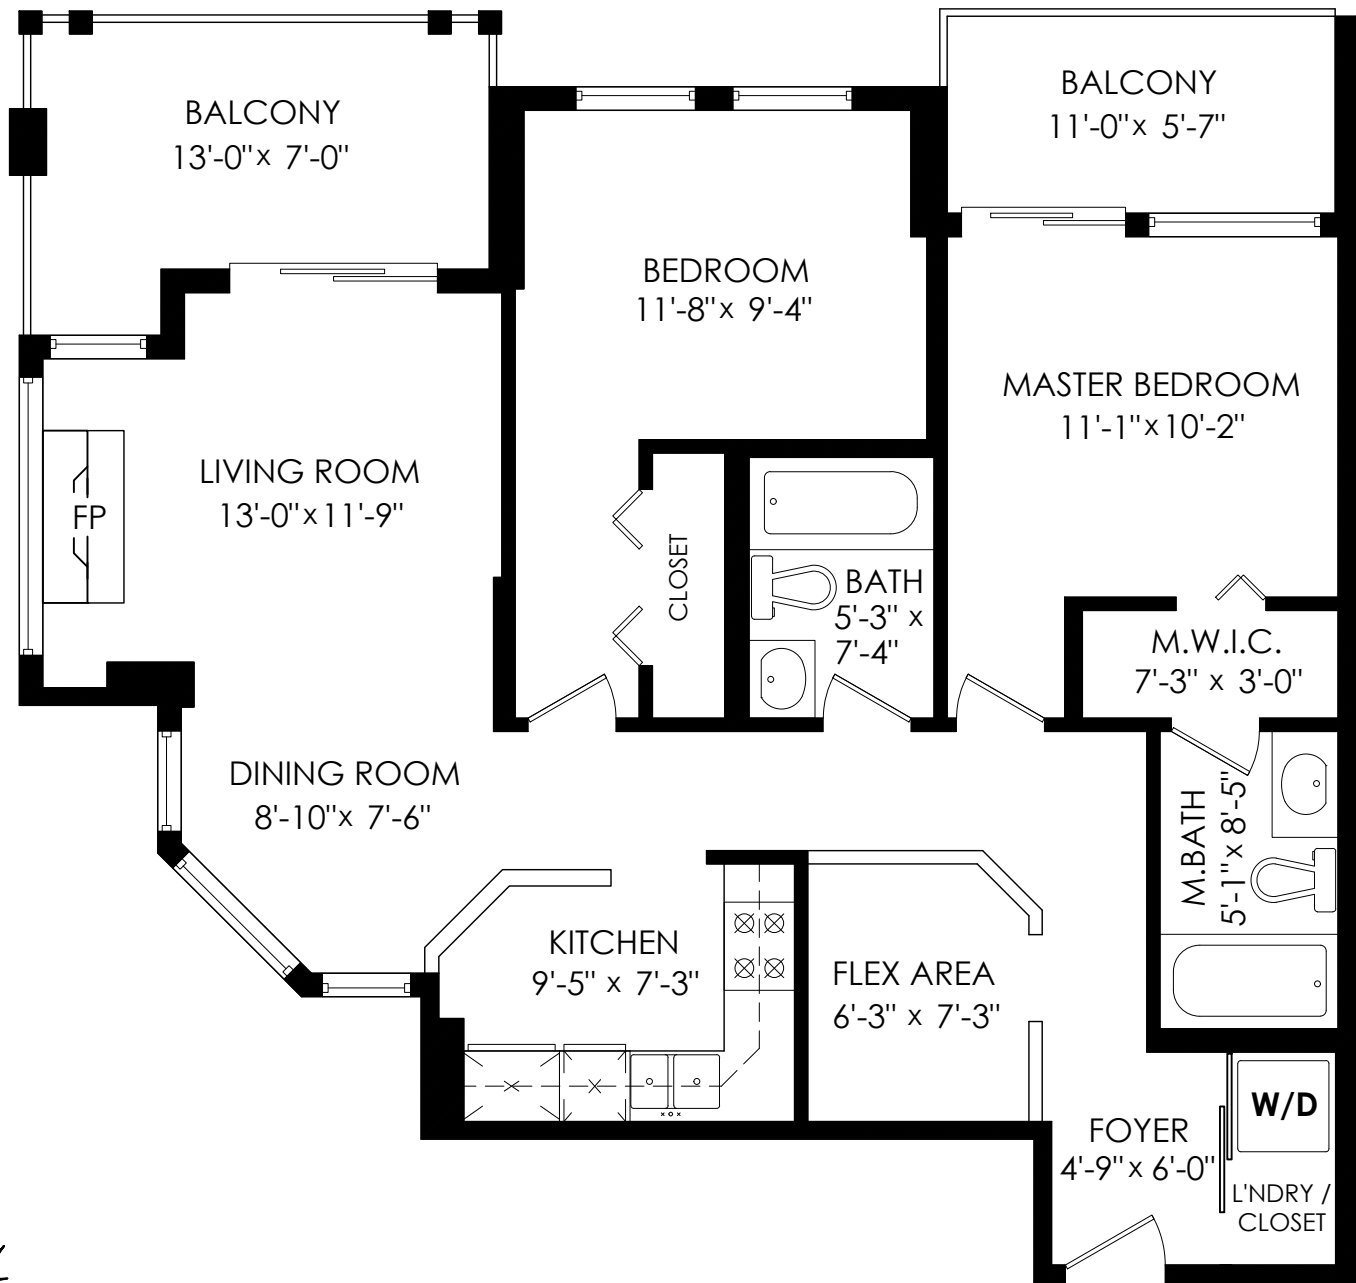 BALCONY
13'-0" x 7'-0"
BALCONY
11'-0" x 5'-7"
BEDROOM
11'-8" x 9'-4"
MASTER BEDROOM
11'-1" x 10'-2"
LIVING ROOM
13'-0" x 11'-9"
FP
CLOSET
BATH
5'-3" x
7'-4"
M.W.I.C.
7'-3" x 3'-0"
DINING ROOM
8'-10" x 7'-6"
M.BATH
5'-1" x 8'-5"
KITCHEN
9'-5" x 7'-3"
FLEX AREA
6'-3" x 7'-3"
W/D
FOYER
4'-9" x 6'-0"
L'NDRY /
CLOSET